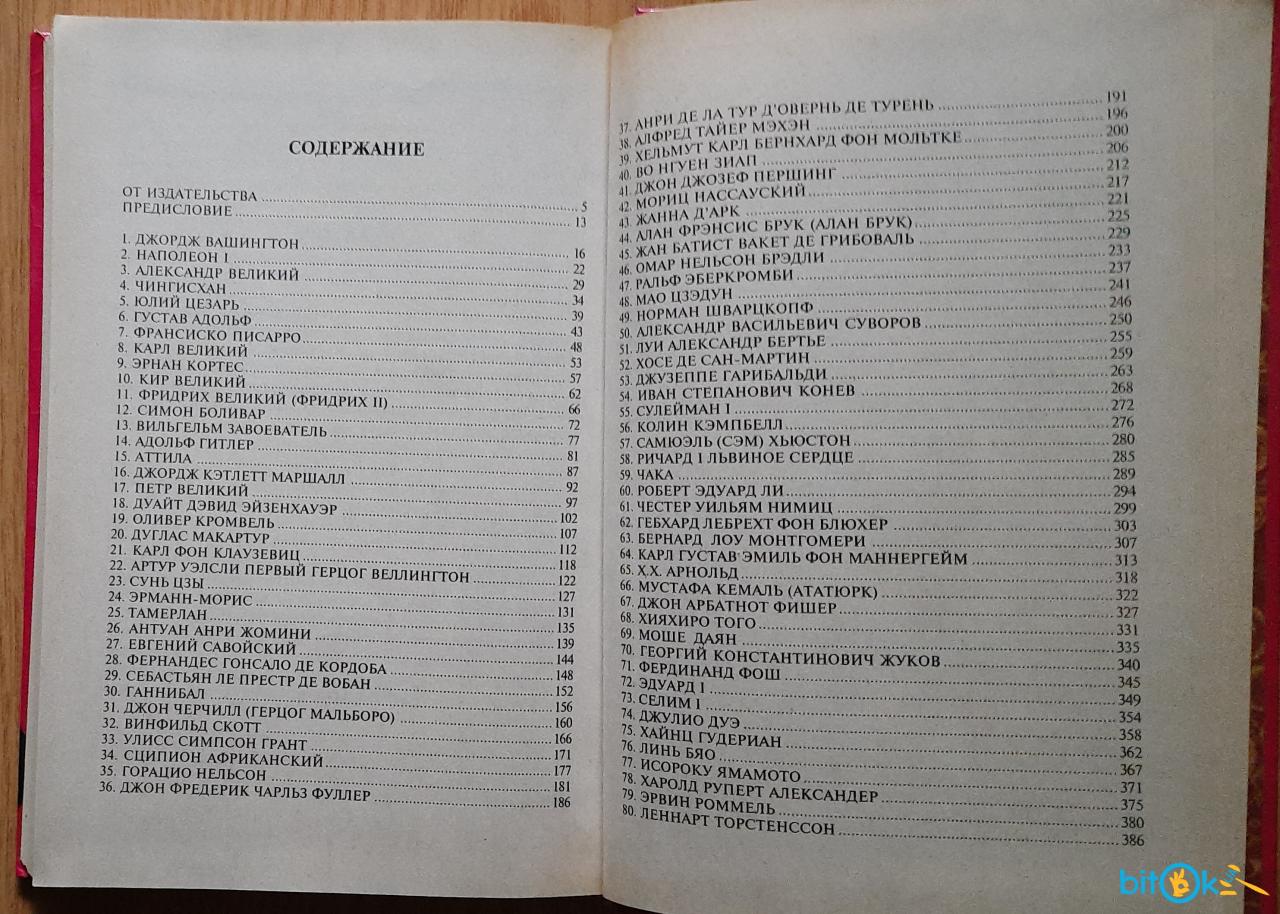 СОДЕРЖАНИЕ
ОТ ИЗДАТЕЛЬСТВА 5
ПРЕДИСЛОВИЕ 13
1. ДЖОРДЖ ВАШИНГТОН 16
2. НАПОЛЕОН I 22
3. АЛЕКСАНДР ВЕЛИКИЙ 29
4. ЧИНГИСХАН 34
5. ЮЛИЙ ЦЕЗАРЬ 39
6. ГУСТАВ АДОЛЬФ 43
7. ФРАНСИСКО ПИСАРРО 48
8. КАРЛ ВЕЛИКИЙ 53
9. ЭРНАН КОРТЕС 57
10. КИР ВЕЛИКИЙ 62
11. ФРИДРИХ ВЕЛИКИЙ (ФРИДРИХ II) 66
12. СИМОН БОЛИВАР 72
13. ВИЛЬГЕЛЬМ ЗАВОЕВАТЕЛЬ 77
14. АДОЛЬФ ГИТЛЕР 81
15. АТТИЛА 87
16. ДЖОРДЖ КЭТЛЕТТ МАРШАЛЛ 92
17. ПЕТР ВЕЛИКИЙ 97
18. ДУАЙТ ДЭВИД ЭЙЗЕНХАУЭР 102
19. ОЛИВЕР КРОМВЕЛЬ 107
20. ДУГЛАС МАКАРТУР 112
21. КАРЛ ФОН КЛАУЗЕВИЦ 118
22. АРТУР УЭЛСЛИ ПЕРВЫЙ ГЕРЦОГ ВЕЛЛИНГТОН 122
23. СУНЬ ЦЗЫ 127
24. ЭРМАНН-МОРИС 131
25. ТАМЕРЛАН 135
26. АНТУАН АНРИ ЖОМИНИ 139
27. ЕВГЕНИЙ САВОЙСКИЙ 144
28. ФЕРНАНДЕС ГОНСАЛО ДЕ КОРДОБА 148
29. СЕБАСТЬЯН ЛЕ ПРЕСТР ДЕ ВОБАН 152
30. ГАННИБАЛ 156
31. ДЖОН ЧЕРЧИЛЛ (ГЕРЦОГ МАЛЬБОРО) 160
32. ВИНФИЛЬД СКОТТ 166
33. УЛИСС СИМПСОН ГРАНТ 171
34. СЦИПИОН АФРИКАНСКИЙ 177
35. ГОРАЦИО НЕЛЬСОН 181
36. ДЖОН ФРЕДЕРИК ЧАРЛЬЗ ФУЛЛЕР 186
37. АНРИ ДЕ ЛА ТУР Д'ОВЕРНЬ ДЕ ТУРЕНЬ 191
38. АЛФРЕД ТАЙЕР МЭХЭН 196
39. ХЕЛЬМУТ КАРЛ БЕРНХАРД ФОН МОЛЬТКЕ 200
40. ВО НГУЕН ЗИАП 206
41. ДЖОН ДЖОЗЕФ ПЕРШИНГ 212
42. МОРИЦ НАССАУСКИЙ 217
43. ЖАННА Д'АРК 221
44. АЛАН ФРЭНСИС БРУК (АЛАН БРУК) 225
45. ЖАН БАТИСТ ВАКЕТ ДЕ ГРИБОВАЛЬ 229
46. ОМАР НЕЛЬСОН БРЭДЛИ 233
47. РАЛЬФ ЭБЕРКРОМБИ 237
48. МАО ЦЗЭДУН 241
49. НОРМАН ШВАРЦКОПФ 246
50. АЛЕКСАНДР ВАСИЛЬЕВИЧ СУВОРОВ 250
51. ЛУИ АЛЕКСАНДР БЕРТЬЕ 255
52. ХОСЕ ДЕ САН-МАРТИН 259
53. ДЖУЗЕППЕ ГАРИБАЛЬДИ 263
54. ИВАН СТЕПАНОВИЧ КОНЕВ 268
55. СУЛЕЙМАН I 272
56. КОЛИН КЭМПБЕЛЛ 276
57. САМЮЭЛЬ (СЭМ) ХЬЮСТОН 280
58. РИЧАРД I ЛЬВИНОЕ СЕРДЦЕ 285
59. ЧАКА 289
60. РОБЕРТ ЭДУАРД ЛИ 294
61. ЧЕСТЕР УИЛЬЯМ НИМИЦ 299
62. ГЕБХАРД ЛЕБРЕХТ ФОН БЛЮХЕР 303
63. БЕРНАРД ЛОУ МОНТГОМЕРИ 307
64. КАРЛ ГУСТАВ ЭМИЛЬ ФОН МАННЕРГЕЙМ 313
65. Х.Х. АРНОЛЬД 318
66. МУСТАФА КЕМАЛЬ (АТАТЮРК) 322
67. ДЖОН АРБАТНОТ ФИШЕР 327
68. ХИЯХИРО ТОГО 331
69. МОШЕ ДАЯН 335
70. ГЕОРГИЙ КОНСТАНТИНОВИЧ ЖУКОВ 340
71. ФЕРДИНАНД ФОШ 345
72. ЭДУАРД I 349
73. СЕЛИМ I 354
74. ДЖУЛИО ДУЭ 358
75. ХАЙНЦ ГУДЕРИАН 362
76. ЛИНЬ БЯО 367
77. ИСОРОКУ ЯМАМОТО 371
78. ХАРОЛД РУПЕРТ АЛЕКСАНДЕР 375
79. ЭРВИН РОММЕЛЬ 380
80. ЛЕННАРТ ТОРСТЕНССОН 386
bitOk